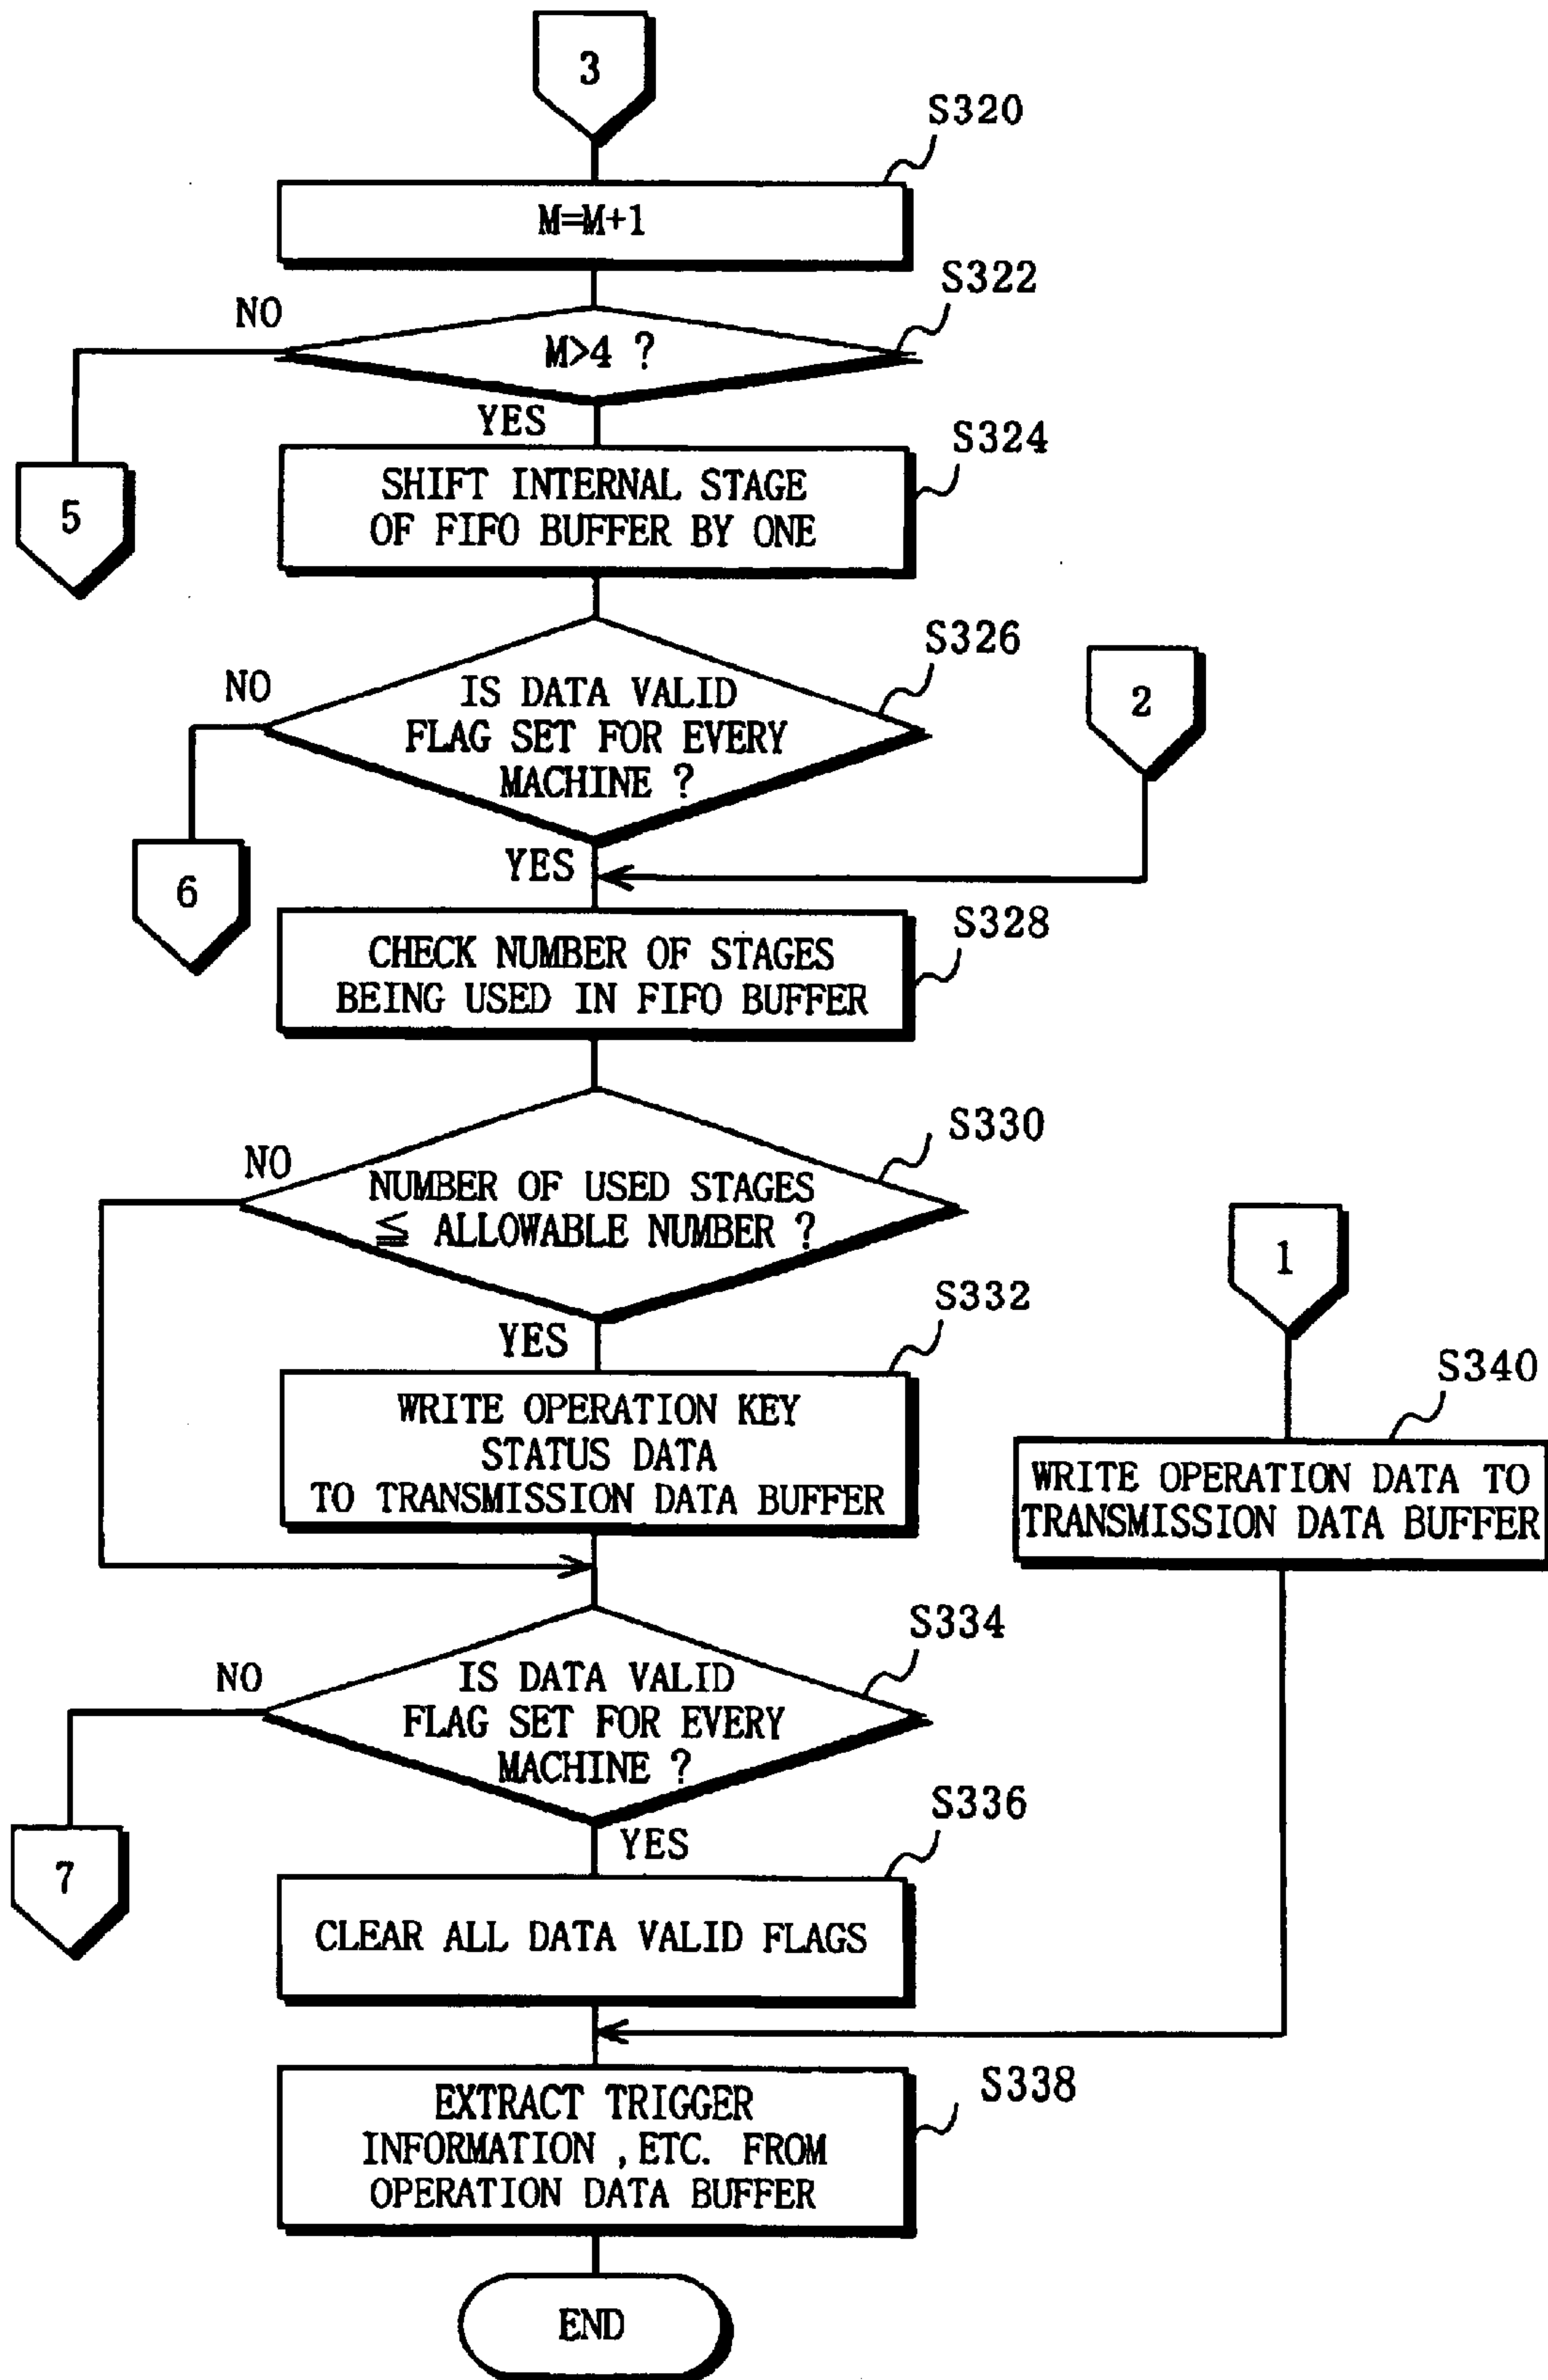 3
S320
M=M+1
S322
NO
M>4 ?
YES
S324
SHIFT INTERNAL STAGE
OF FIFO BUFFER BY ONE
5
S326
NO
IS DATA VALID
FLAG SET FOR EVERY
MACHINE ?
2
YES
6
S328
CHECK NUMBER OF STAGES
BEING USED IN FIFO BUFFER
S330
NO
NUMBER OF USED STAGES
≦ ALLOWABLE NUMBER ?
1
YES
S332
WRITE OPERATION KEY
STATUS DATA
TO TRANSMISSION DATA BUFFER
S340
WRITE OPERATION DATA TO
TRANSMISSION DATA BUFFER
S334
NO
IS DATA VALID
FLAG SET FOR EVERY
MACHINE ?
YES
7
S336
CLEAR ALL DATA VALID FLAGS
S338
EXTRACT TRIGGER
INFORMATION ,ETC. FROM
OPERATION DATA BUFFER
END